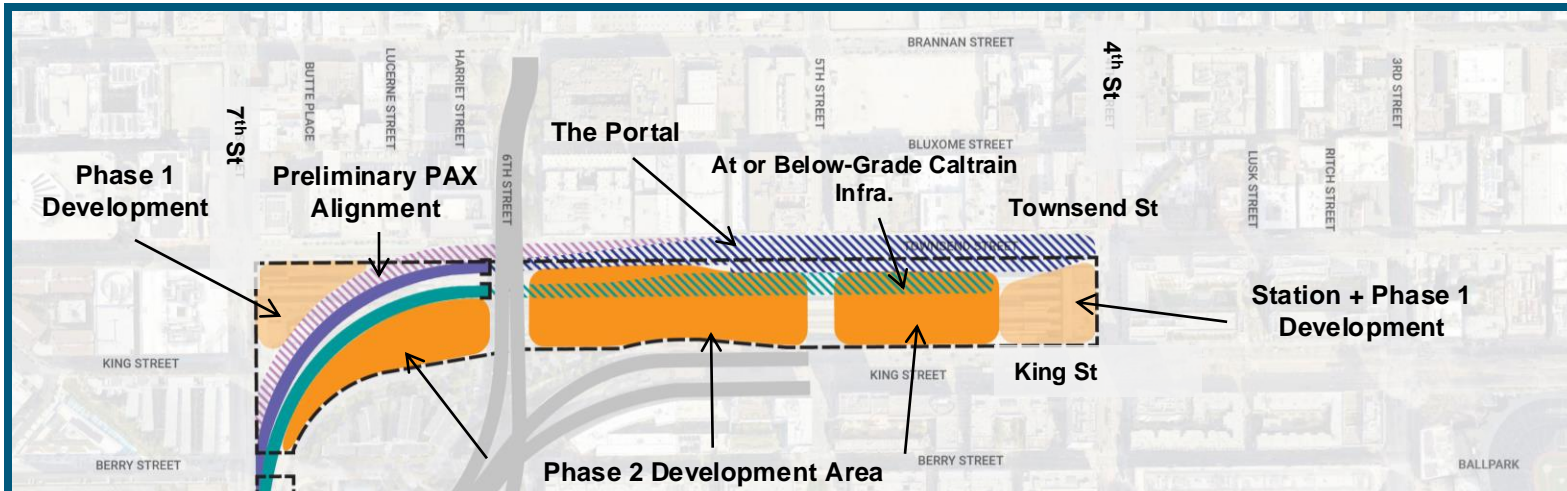 BRANNAN STREET
4th St
3RD STREET
BUTTE PLACE
LUCERNE STREET
HARRIET STREET
5TH STREET
7th St
The Portal
BLUXOME STREET
6TH STREET
LUSK STREET
RITCH STREET
Phase 1
Development
Preliminary PAX
Alignment
At or Below-Grade Caltrain
Infra.
Townsend St
TOWNSEND STREET
Station + Phase 1
Development
KING STREET
KING STREET
King St
BERRY STREET
Phase 2 Development Area
BERRY STREET
BALLPARK